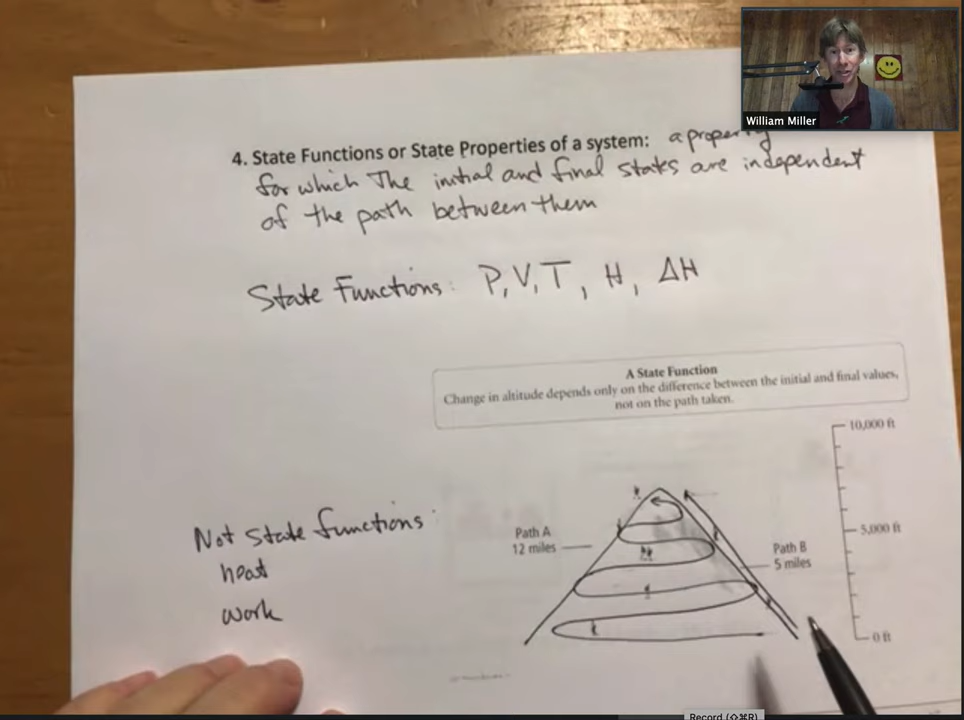 William Miller
4. State Functions or State Properties of a system: a property
for which The initial and final states are independent
of the path between them
State Functions: P, V, T, H, ΔH
A State Function
Change in altitude depends only on the difference between the initial and final values,
not on the path taken.
10,000 ft
Not State functions:
heat
work
Path A
12 miles
5,000 ft
Path B
5 miles
0 ft
Record (⇧⌘R)